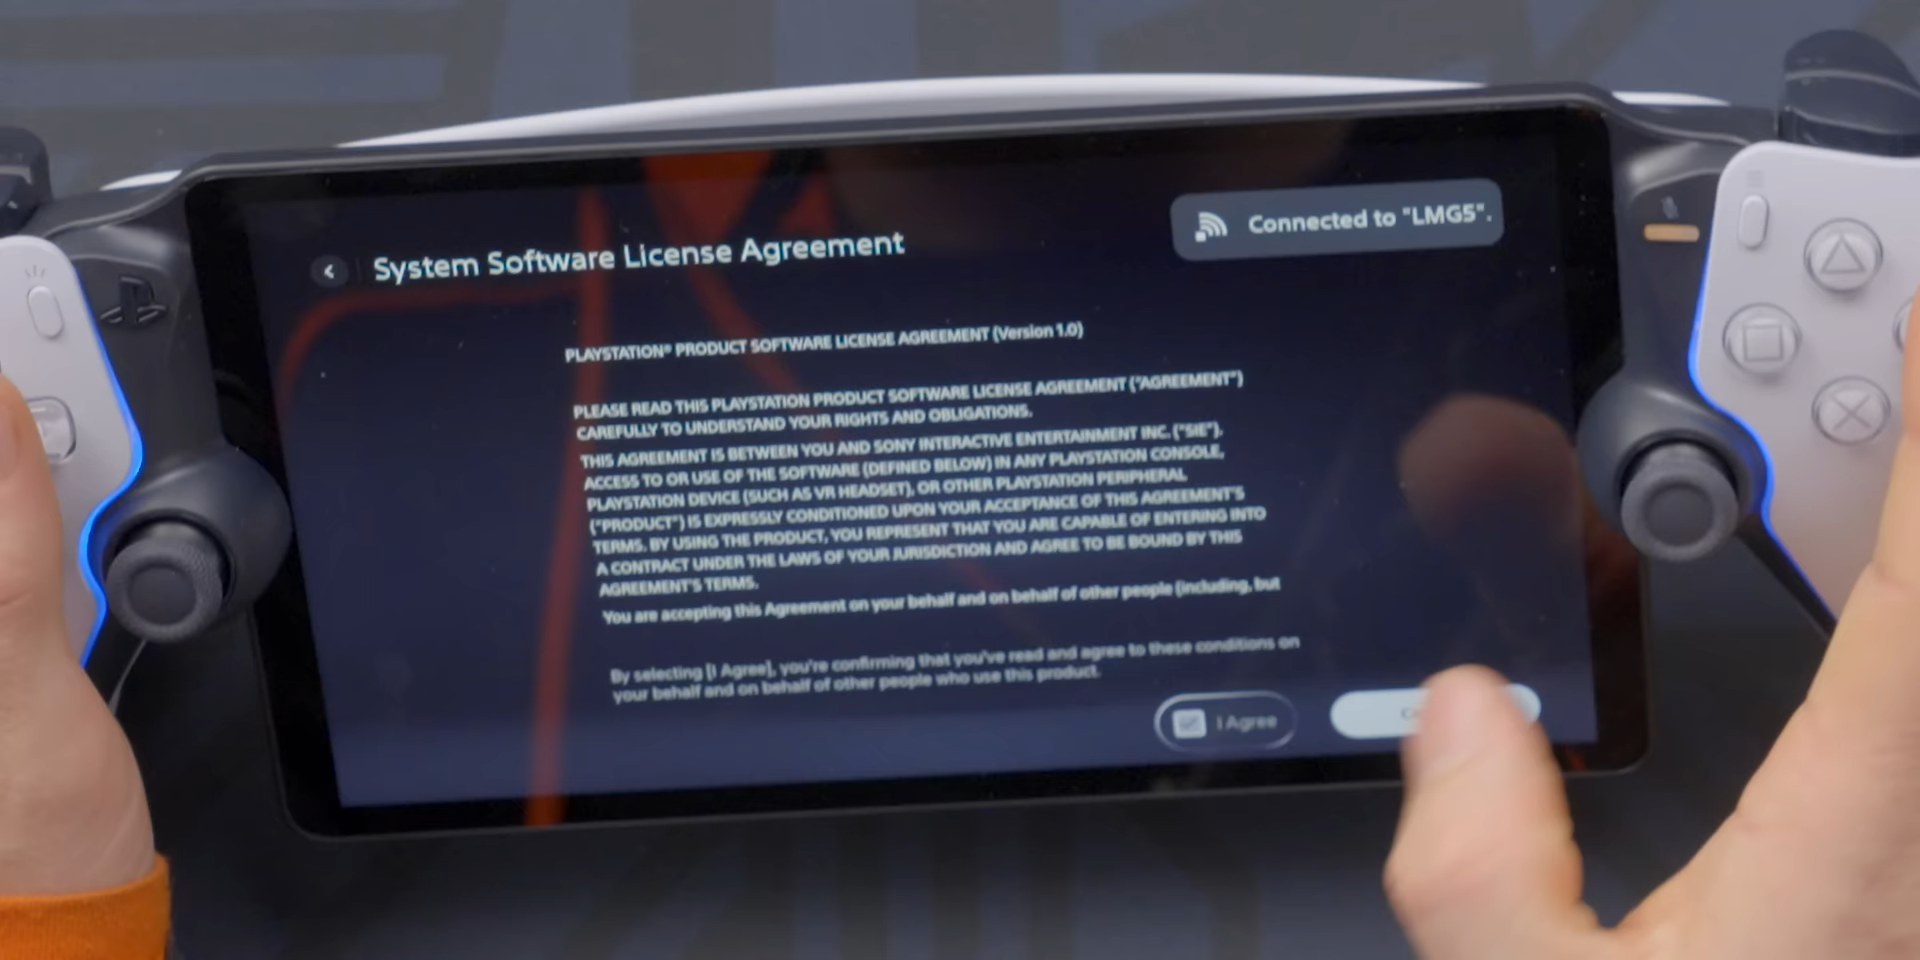 Connected to "LMG5".
System Software License Agreement
PLAYSTATION® PRODUCT SOFTWARE LICENSE AGREEMENT (Version 1.0)
PLEASE READ THIS PLAYSTATION PRODUCT SOFTWARE LICENSE AGREEMENT ("AGREEMENT")
CAREFULLY TO UNDERSTAND YOUR RIGHTS AND OBLIGATIONS.
THIS AGREEMENT IS BETWEEN YOU AND SONY INTERACTIVE ENTERTAINMENT INC. ("SIE").
ACCESS TO OR USE OF THE SOFTWARE (DEFINED BELOW) IN ANY PLAYSTATION CONSOLE,
PLAYSTATION DEVICE (SUCH AS VR HEADSET), OR OTHER PLAYSTATION PERIPHERAL
("PRODUCT") IS EXPRESSLY CONDITIONED UPON YOUR ACCEPTANCE OF THIS AGREEMENT'S
TERMS. BY USING THE PRODUCT, YOU REPRESENT THAT YOU ARE CAPABLE OF ENTERING INTO
A CONTRACT UNDER THE LAWS OF YOUR JURISDICTION AND AGREE TO BE BOUND BY THIS
AGREEMENT'S TERMS.
You are accepting this Agreement on your behalf and on behalf of other people (including, but
By selecting [I Agree], you're confirming that you've read and agree to these conditions on
your behalf and on behalf of other people who use this product.
I Agree